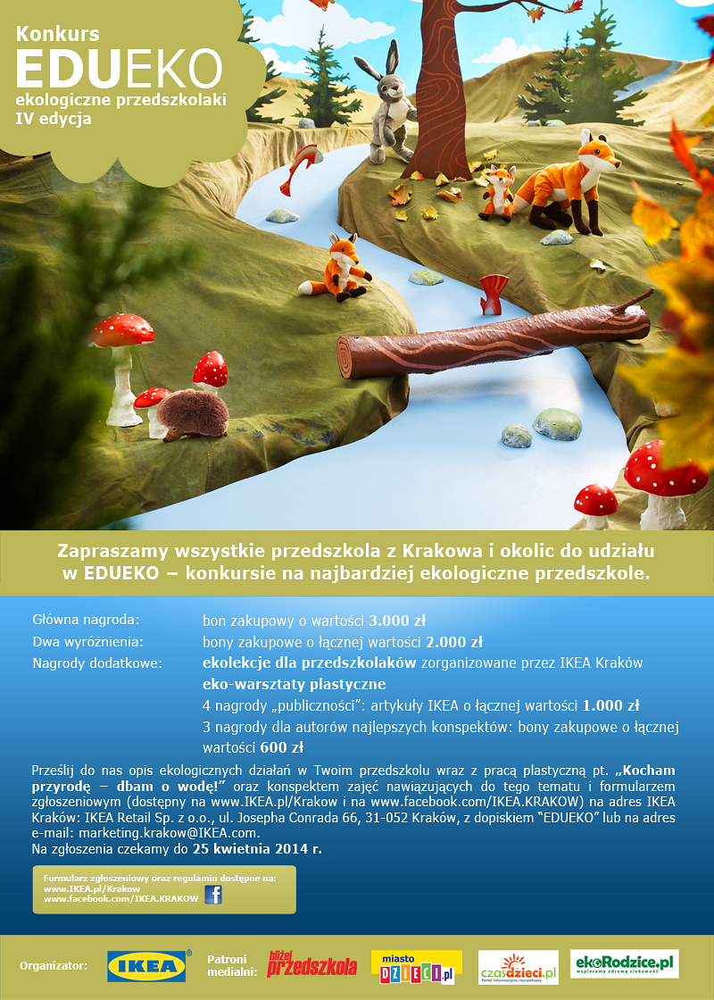 Konkurs
EDUEKO
ekologiczne przedszkolaki
IV edycja
Zapraszamy wszystkie przedszkola z Krakowa i okolic do udziału
w EDUEKO – konkursie na najbardziej ekologiczne przedszkole.
Główna nagroda: bon zakupowy o wartości 3.000 zł
Dwa wyróżnienia: bony zakupowe o łącznej wartości 2.000 zł
Nagrody dodatkowe: ekolekcje dla przedszkolaków zorganizowane przez IKEA Kraków
eko-warsztaty plastyczne
4 nagrody „publiczności”: artykuły IKEA o łącznej wartości 1.000 zł
3 nagrody dla autorów najlepszych konspektów: bony zakupowe o łącznej
wartości 600 zł
Prześlij do nas opis ekologicznych działań w Twoim przedszkolu wraz z pracą plastyczną pt. „Kocham
przyrodę – dbam o wodę!” oraz konspektem zajęć nawiązujących do tego tematu i formularzem
zgłoszeniowym (dostępny na www.IKEA.pl/Krakow i na www.facebook.com/IKEA.KRAKOW) na adres IKEA
Kraków: IKEA Retail Sp. z o.o., ul. Josepha Conrada 66, 31-052 Kraków, z dopiskiem “EDUEKO” lub na adres
e-mail: marketing.krakow@IKEA.com.
Na zgłoszenia czekamy do 25 kwietnia 2014 r.
Formularz zgłoszeniowy oraz regulamin dostępne na:
www.IKEA.pl/Krakow
www.facebook.com/IKEA.KRAKOW f
Organizator: IKEA® Patroni
medialni:
bliżej
przedszkola
miasto
DZIECI.pl
czasdzieci.pl
Portal informacyjno-rozrywkowy
ekoRodzice.pl
wspieramy zdrową ciekawość